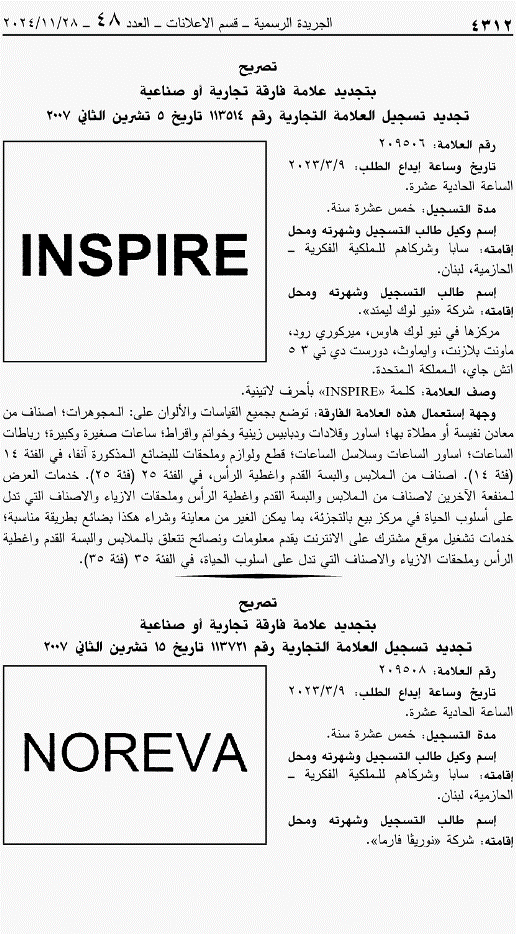 ٤٣١٢ الجريدة الرسمية ــ قسم الاعلانات ــ العدد ٤٨ ــ ٢٠٢٤/١١/٢٨
تصريح
بتجديد علامة فارقة تجارية أو صناعية
تجديد تسجيل العلامة التجارية رقم ١١٣٥١٤ تاريخ ٥ تشرين الثاني ٢٠٠٧
رقم العلامة: ٢٠٩٥٠٦
تاريخ وساعة إيداع الطلب: ٢٠٢٣/٣/٩
الساعة الحادية عشرة.
مدة التسجيل: خمس عشرة سنة.
إسم وكيل طالب التسجيل وشهرته ومحل
إقامته: سابا وشركاهم للملكية الفكرية ــ
الحازمية، لبنان.
إسم طالب التسجيل وشهرته ومحل
إقامته: شركة «نيو لوك ليمتد».
مركزها في نيو لوك هاوس، ميركوري رود،
ماونت بلازنت، وايماوث، دورست دي تي ٣ ٥
اتش جاي، المملكة المتحدة.
INSPIRE
وصف العلامة: كلمة «INSPIRE» بأحرف لاتينية.
وجهة إستعمال هذه العلامة الفارقة: توضع بجميع القياسات والألوان على: المجوهرات؛ اصناف من
معادن نفيسة أو مطلاة بها؛ اساور وقلادات ودبابيس زينية وخواتم واقراط؛ ساعات صغيرة وكبيرة؛ رباطات
الساعات؛ اساور الساعات وسلاسل الساعات؛ قطع ولوازم وملحقات للبضائع المذكورة آنفا، في الفئة ١٤
(فئة ١٤). اصناف من الملابس والبسة القدم واغطية الرأس، في الفئة ٢٥ (فئة ٢٥). خدمات العرض
لمنفعة الآخرين لاصناف من الملابس والبسة القدم واغطية الرأس وملحقات الازياء والاصناف التي تدل
على أسلوب الحياة في مركز بيع بالتجزئة، بما يمكن الغير من معاينة وشراء هكذا بضائع بطريقة مناسبة؛
خدمات تشغيل موقع مشترك على الانترنت يقدم معلومات ونصائح تتعلق بالملابس والبسة القدم واغطية
الرأس وملحقات الازياء والاصناف التي تدل على اسلوب الحياة، في الفئة ٣٥ (فئة ٣٥).
تصريح
بتجديد علامة فارقة تجارية أو صناعية
تجديد تسجيل العلامة التجارية رقم ١١٣٧٢١ تاريخ ١٥ تشرين الثاني ٢٠٠٧
رقم العلامة: ٢٠٩٥٠٨
تاريخ وساعة إيداع الطلب: ٢٠٢٣/٣/٩
الساعة الحادية عشرة.
مدة التسجيل: خمس عشرة سنة.
إسم وكيل طالب التسجيل وشهرته ومحل
إقامته: سابا وشركاهم للملكية الفكرية ــ
الحازمية، لبنان.
إسم طالب التسجيل وشهرته ومحل
إقامته: شركة «نوريڤا فارما».
NOREVA